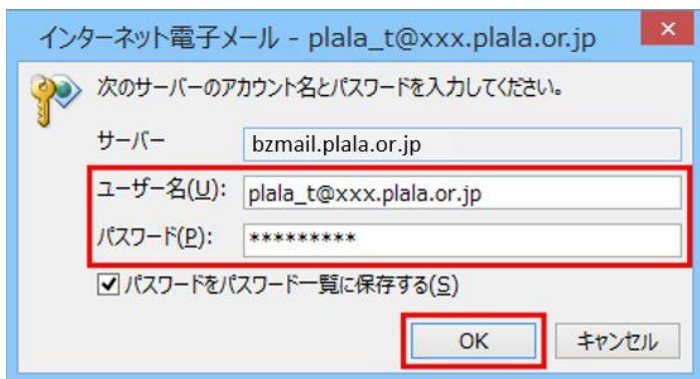 インターネット電子メール - plala_t@xxx.plala.or.jp
次のサーバーのアカウント名とパスワードを入力してください。
サーバー bzmail.plala.or.jp
ユーザー名(U): plala_t@xxx.plala.or.jp
パスワード(P): *********
パスワードをパスワード一覧に保存する(S)
OK キャンセル